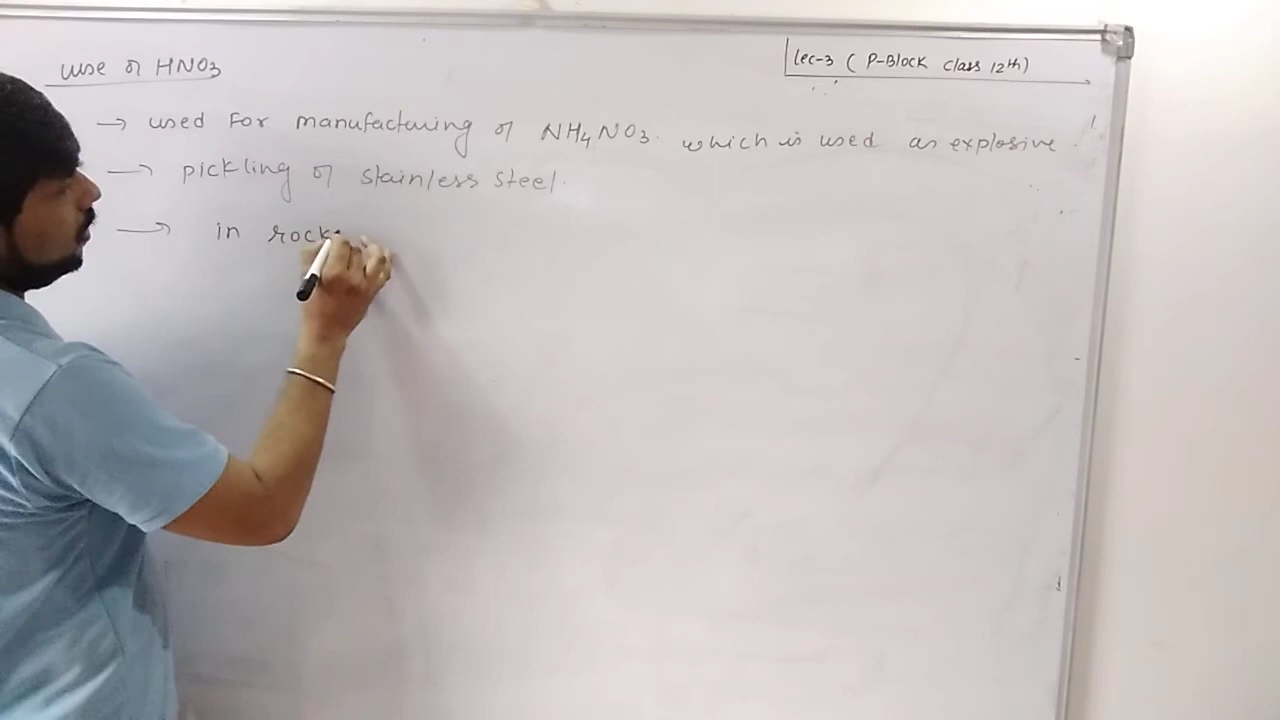 use of HNO3
Lec-3 ( P-Block class 12th)
→ used for manufacturing of NH4NO3. which is used as explosive.
→ pickling of stainless steel.
→ in rock